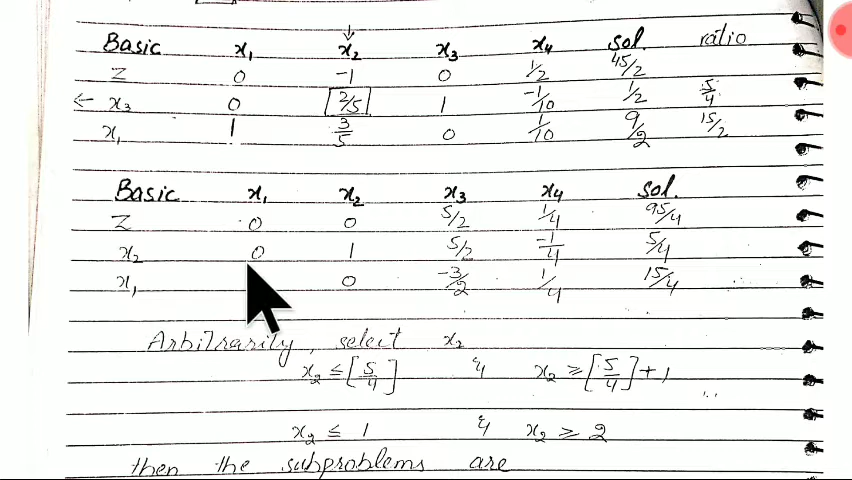 Basic x₁ x₂ x₃ x₄ sol. ratio
Z 0 -1 0 1/2 45/2
← x₃ 0 2/5 1 -1/10 1/2 5/4
x₁ 1 3/5 0 1/10 9/2 15/2
Basic x₁ x₂ x₃ x₄ sol.
Z 0 0 5/2 1/4 95/4
x₂ 0 1 5/2 -1/4 5/4
x₁ 0 -3/2 1/4 15/4
Arbitrarity, select x₂
x₂ ≤ [5/4] & x₂ ≥ [5/4] + 1
x₂ ≤ 1 & x₂ ≥ 2
then the subproblems are